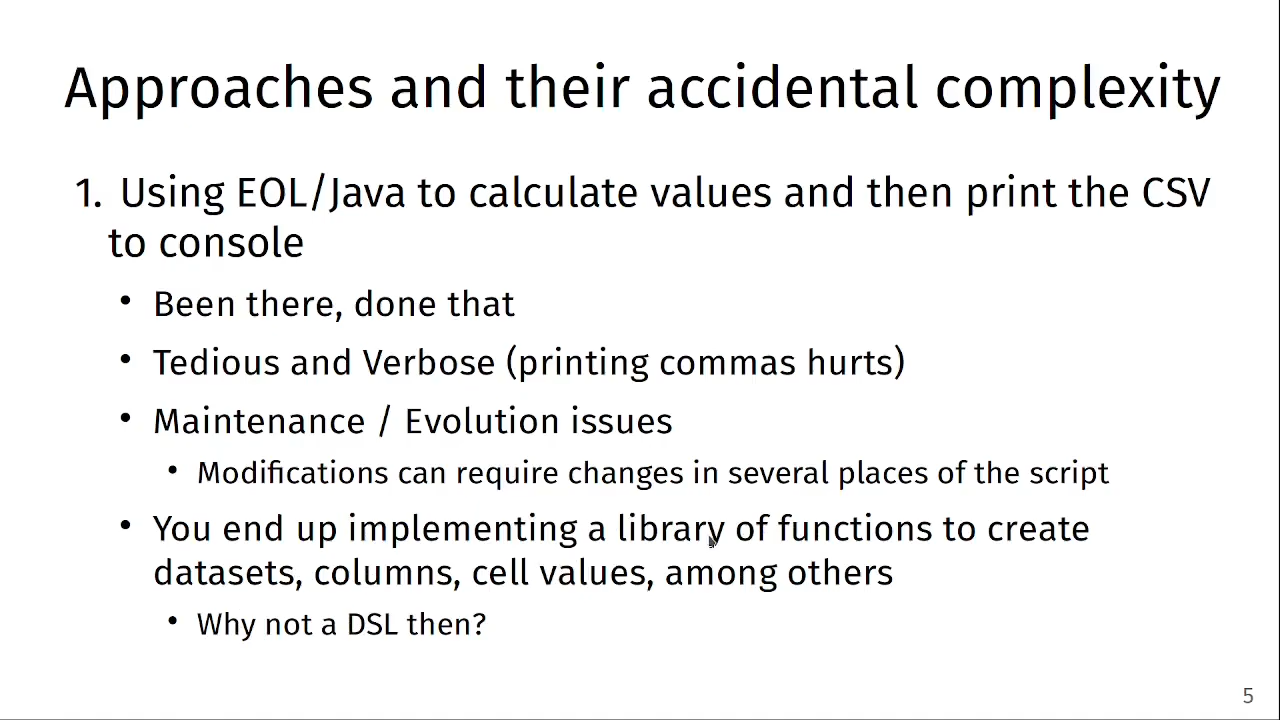 Approaches and their accidental complexity
1. Using EOL/Java to calculate values and then print the CSV
to console
• Been there, done that
• Tedious and Verbose (printing commas hurts)
• Maintenance / Evolution issues
• Modifications can require changes in several places of the script
• You end up implementing a library of functions to create
datasets, columns, cell values, among others
• Why not a DSL then?
5